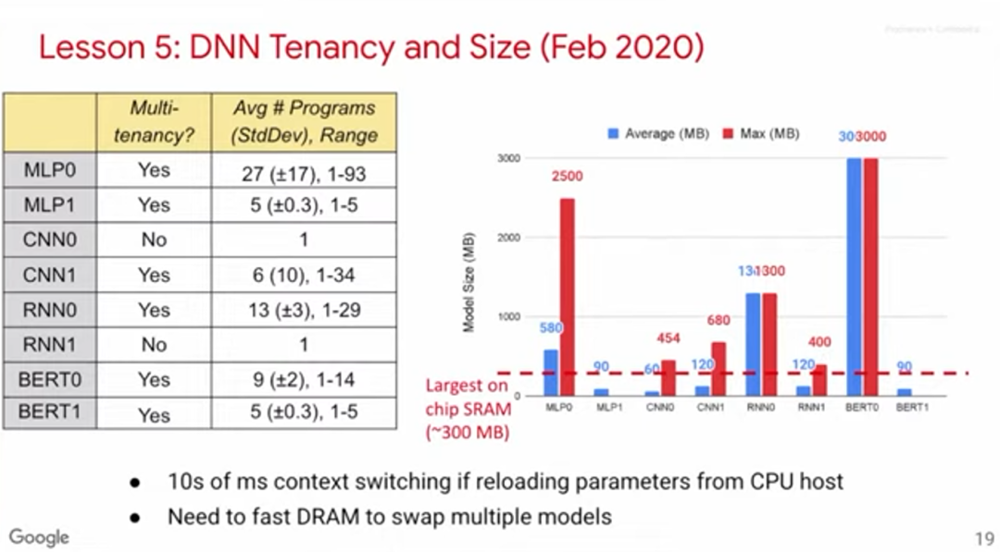 Lesson 5: DNN Tenancy and Size (Feb 2020)
Multi-tenancy? Avg # Programs (StdDev), Range
MLP0 Yes 27 (±17), 1-93
MLP1 Yes 5 (±0.3), 1-5
CNN0 No 1
CNN1 Yes 6 (10), 1-34
RNN0 Yes 13 (±3), 1-29
RNN1 No 1
BERT0 Yes 9 (±2), 1-14
BERT1 Yes 5 (±0.3), 1-5
Average (MB) Max (MB)
Model Size (MB)
3000
2000
1000
0
580 2500
90
60 454
120 680
1300
120 400
3000
90
MLP0 MLP1 CNN0 CNN1 RNN0 RNN1 BERT0 BERT1
Largest on
chip SRAM
(~300 MB)
● 10s of ms context switching if reloading parameters from CPU host
● Need to fast DRAM to swap multiple models
Google
19